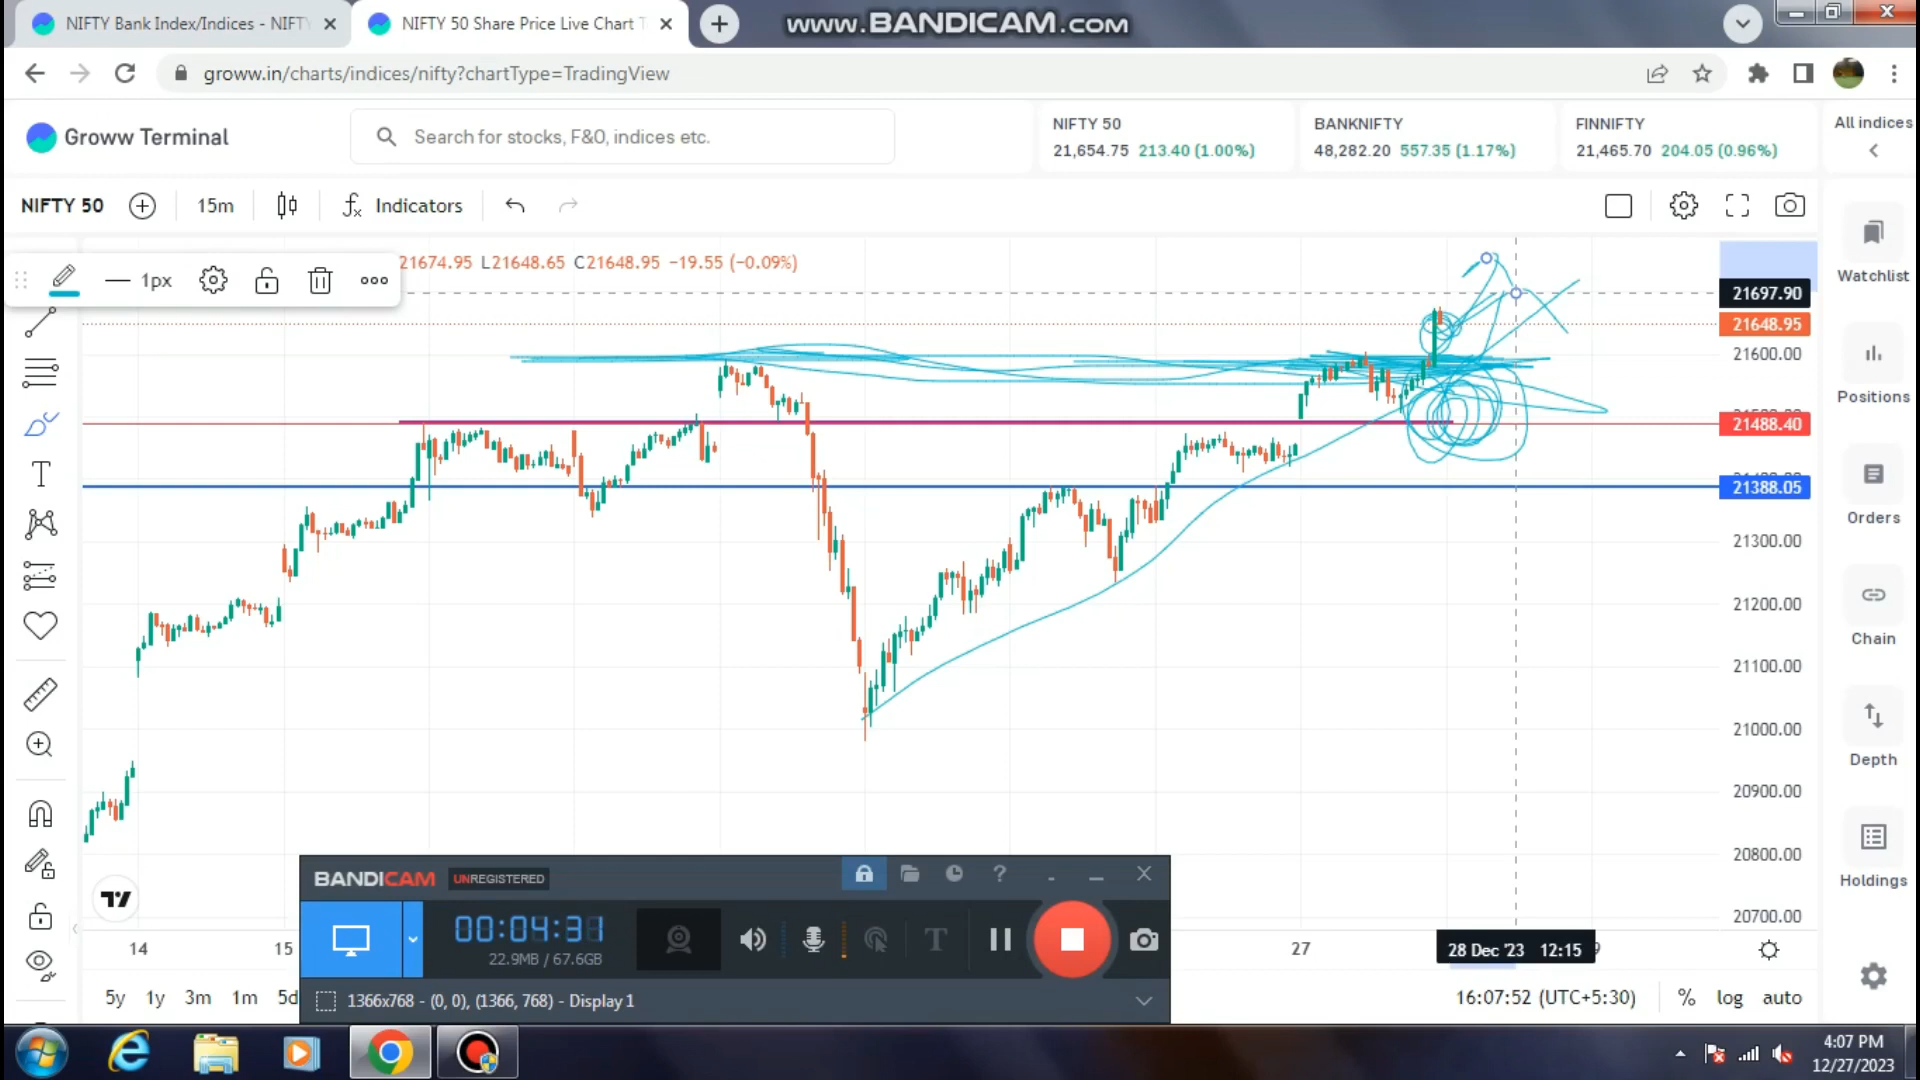 NIFTY Bank Index/Indices - NIFTY
NIFTY 50 Share Price Live Chart T
www.BANDICAM.com
groww.in/charts/indices/nifty?chartType=TradingView
Groww Terminal
Search for stocks, F&O, indices etc.
NIFTY 50
21,654.75 213.40 (1.00%)
BANKNIFTY
48,282.20 557.35 (1.17%)
FINNIFTY
21,465.70 204.05 (0.96%)
All indices
NIFTY 50
15m
Indicators
1px
21674.95 L21648.65 C21648.95 −19.55 (−0.09%)
Watchlist
Positions
Orders
Chain
Depth
Holdings
21697.90
21648.95
21600.00
21488.40
21388.05
21300.00
21200.00
21100.00
21000.00
20900.00
20800.00
20700.00
14
15
27
28 Dec '23 12:15
5y 1y 3m 1m 5d
16:07:52 (UTC+5:30)
% log auto
BANDICAM UNREGISTERED
00:04:31
22.9MB / 67.6GB
1366x768 - (0, 0), (1366, 768) - Display 1
4:07 PM
12/27/2023